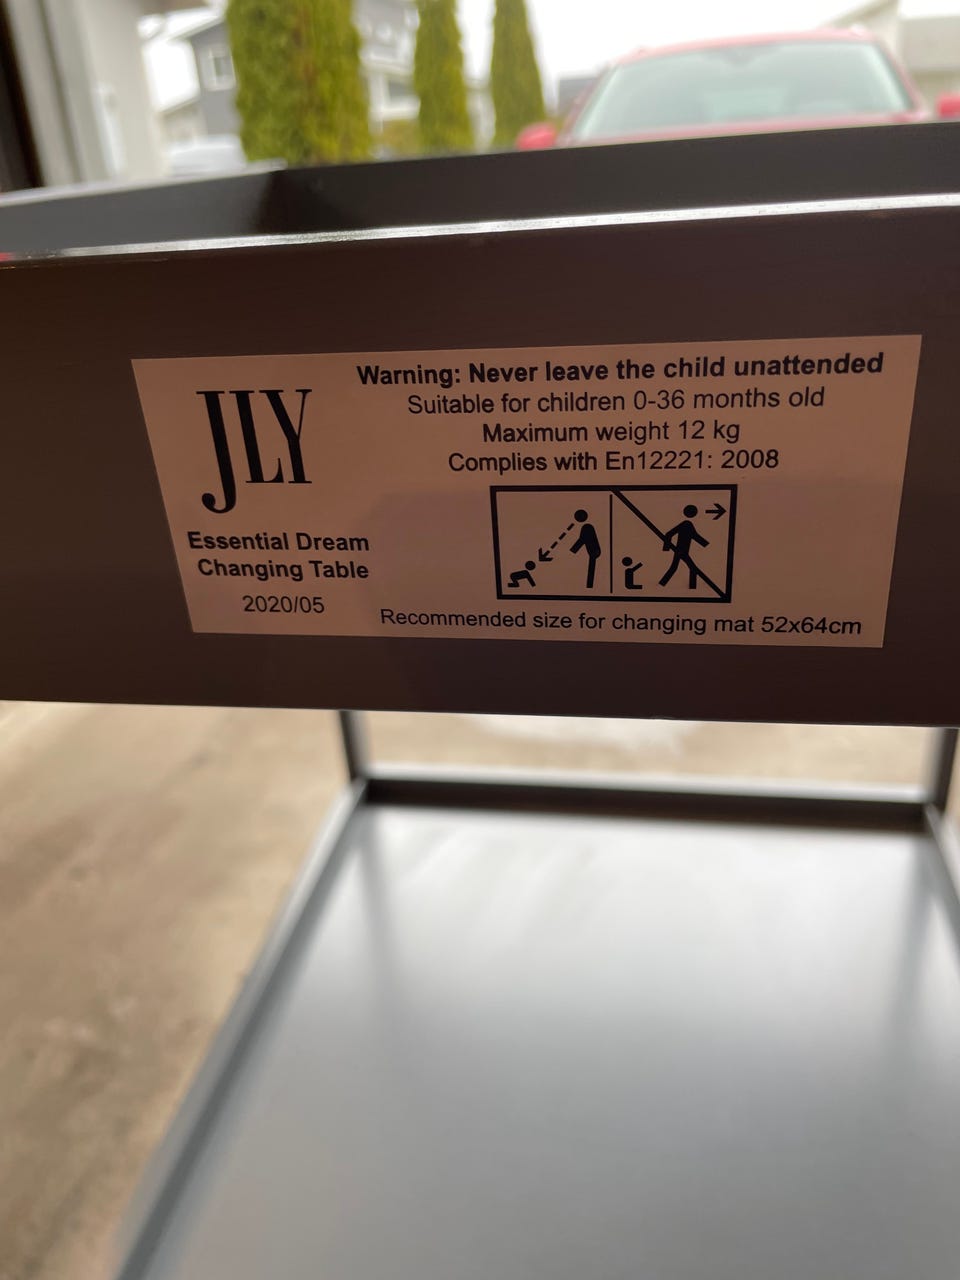 JLY
Essential Dream
Changing Table
2020/05
Warning: Never leave the child unattended
Suitable for children 0-36 months old
Maximum weight 12 kg
Complies with En12221: 2008
Recommended size for changing mat 52x64cm